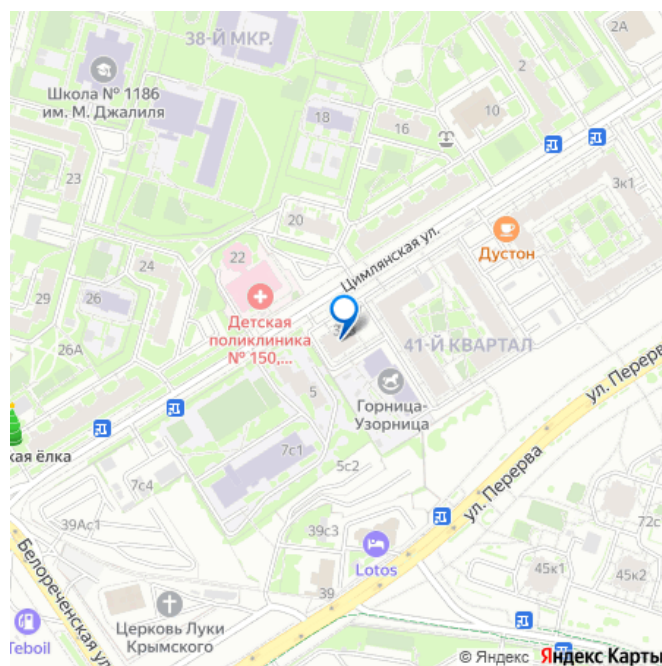 2А
38-Й МКР.
Школа № 1186
им. М. Джалиля
2
10
18
16
23
3к1
20
Дустон
Цимлянская ул.
22
24
29
26
Детская
поликлиника
№ 150,...
3
41-Й КВАРТАЛ
26А
ул. Перерва
5
Горница-
Узорница
кая ёлка
7с1
5с2
7с4
ул. Перерва
39Ас1
39с3
72с
Lotos
45к1
45к2
Белореченская ул.
39
Церковь Луки
Крымского
Teboil
© Яндекс Яндекс Карты